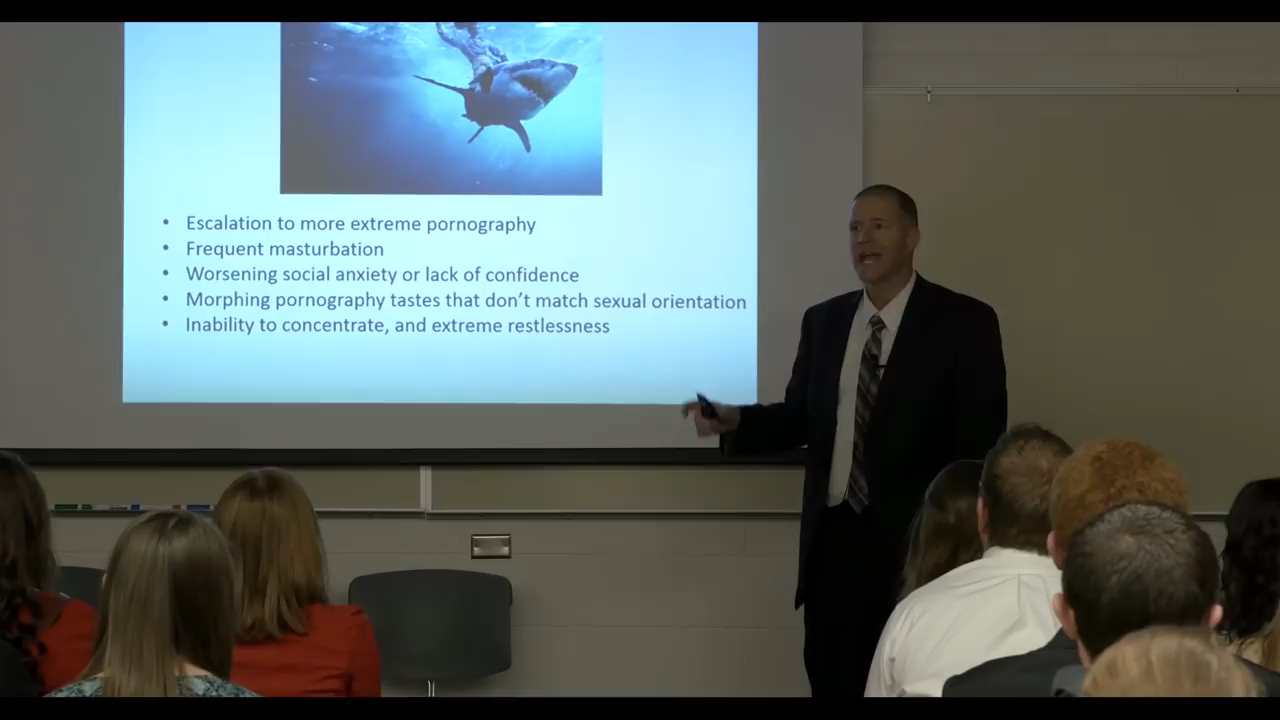 • Escalation to more extreme pornography
• Frequent masturbation
• Worsening social anxiety or lack of confidence
• Morphing pornography tastes that don't match sexual orientation
• Inability to concentrate, and extreme restlessness